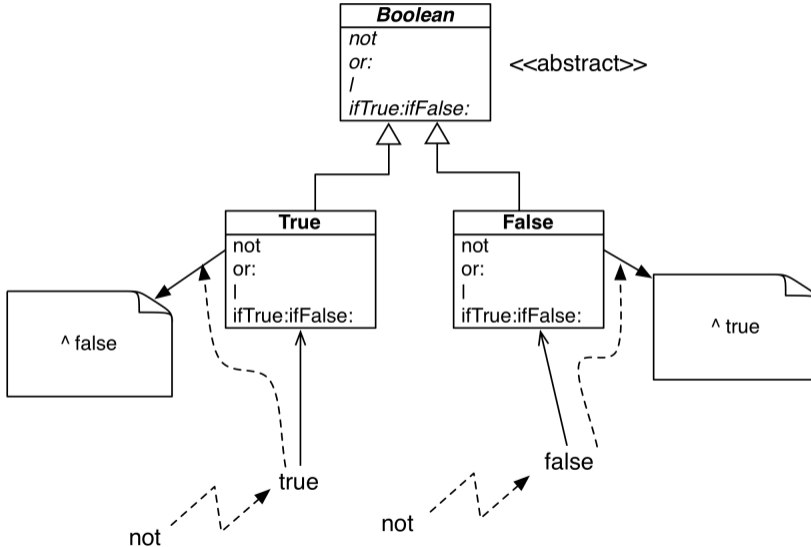 Boolean
not
or:
|
ifTrue:ifFalse:
<<abstract>>
True
not
or:
|
ifTrue:ifFalse:
False
not
or:
|
ifTrue:ifFalse:
^ false
^ true
true
false
not
not